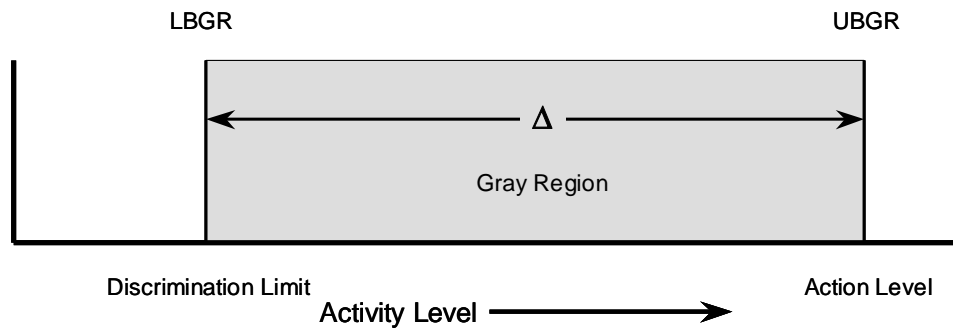 LBGR UBGR
Δ
Gray Region
Discrimination Limit Action Level
Activity Level